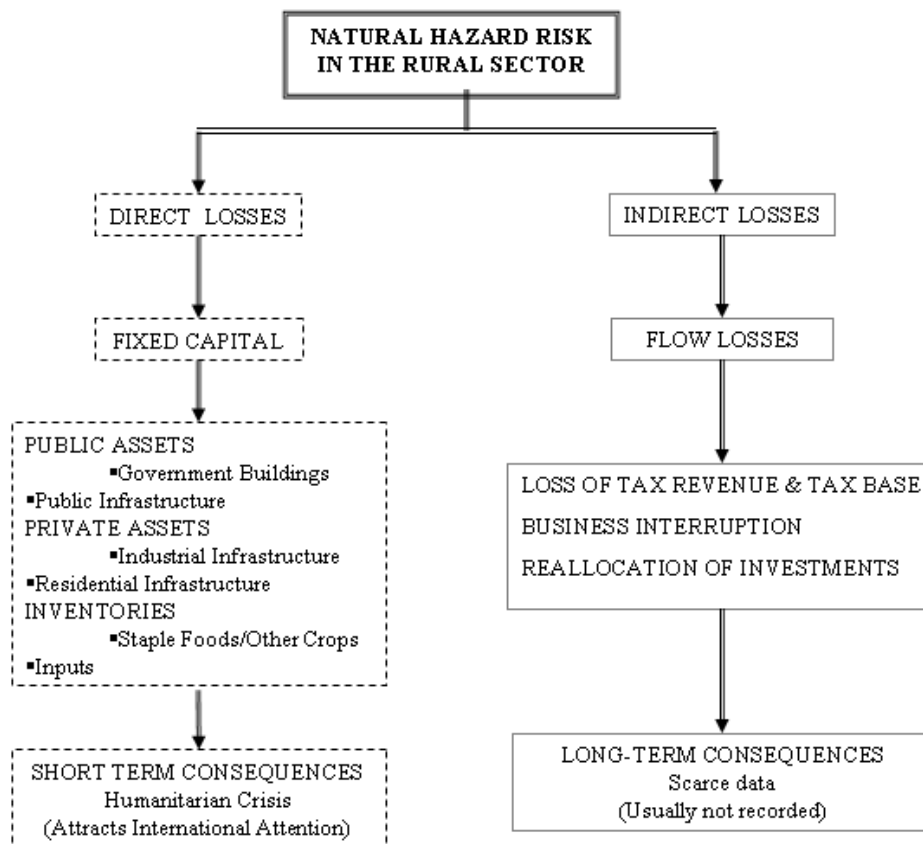 NATURAL HAZARD RISK
IN THE RURAL SECTOR
DIRECT LOSSES
INDIRECT LOSSES
FIXED CAPITAL
FLOW LOSSES
PUBLIC ASSETS
▪Government Buildings
▪Public Infrastructure
PRIVATE ASSETS
▪Industrial Infrastructure
▪Residential Infrastructure
INVENTORIES
▪Staple Foods/Other Crops
▪Inputs
LOSS OF TAX REVENUE & TAX BASE
BUSINESS INTERRUPTION
REALLOCATION OF INVESTMENTS
SHORT TERM CONSEQUENCES
Humanitarian Crisis
(Attracts International Attention)
LONG-TERM CONSEQUENCES
Scarce data
(Usually not recorded)